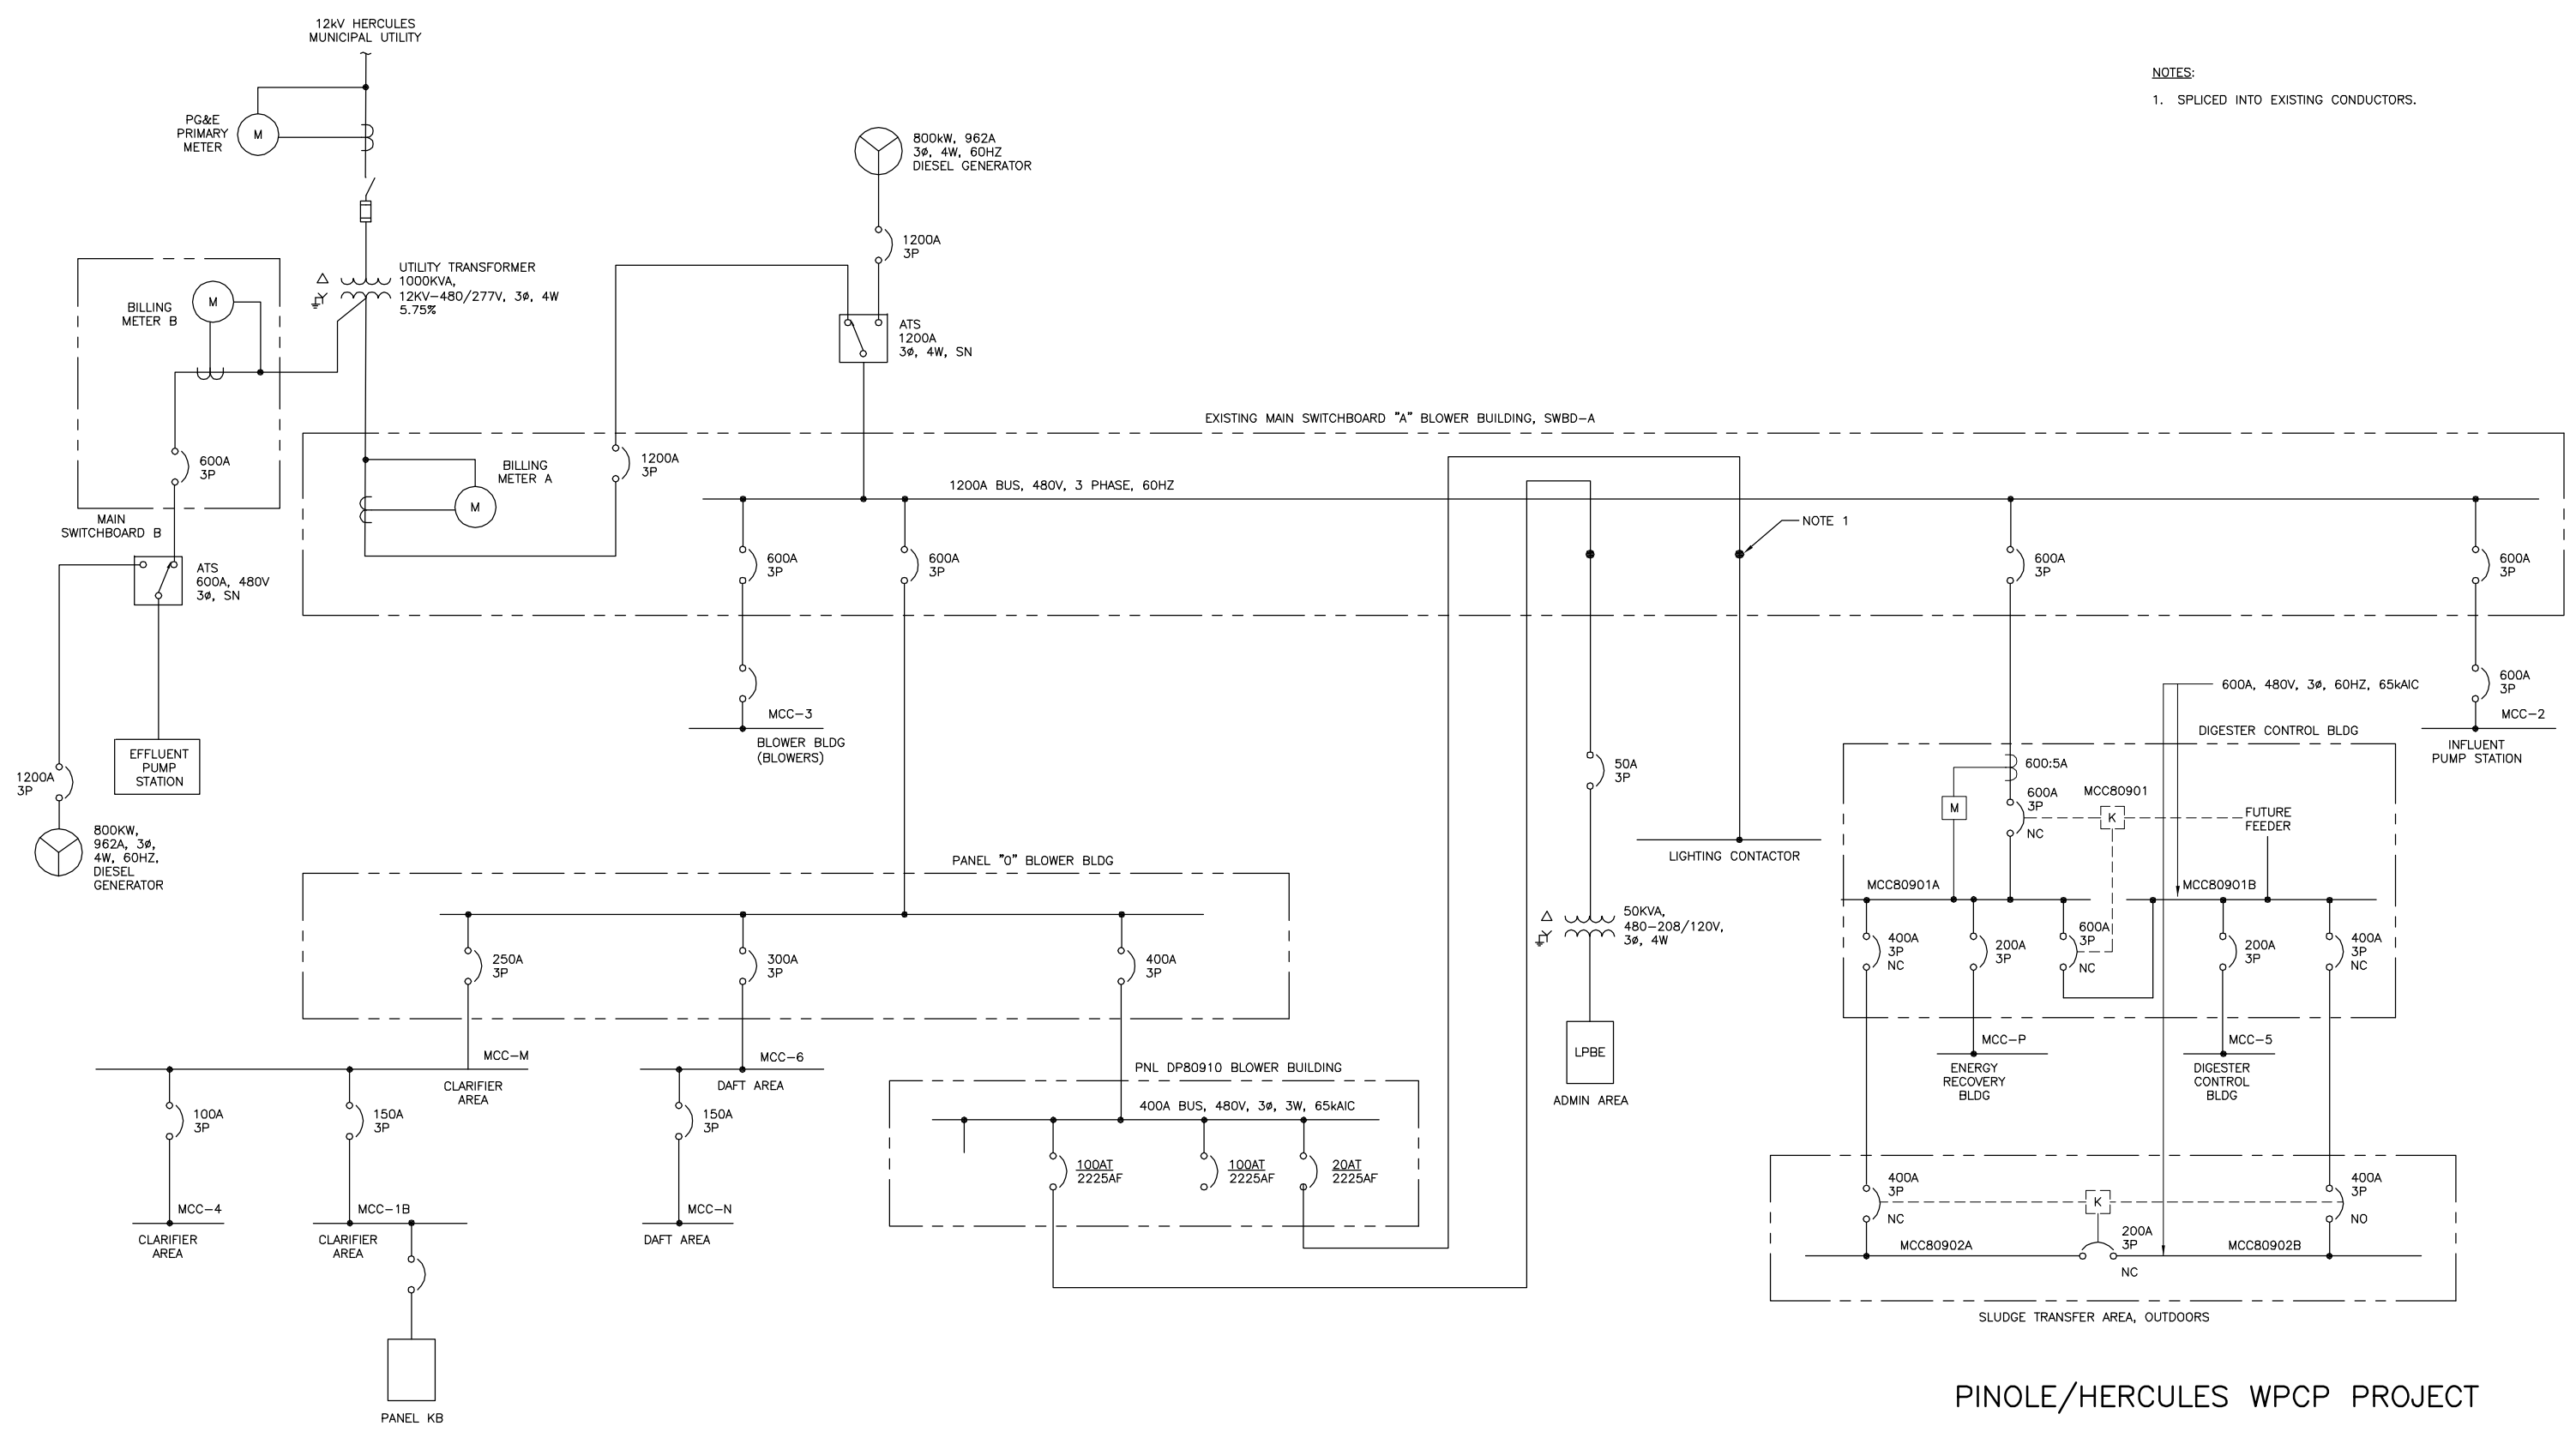 12kV HERCULES
MUNICIPAL UTILITY
NOTES:
1. SPLICED INTO EXISTING CONDUCTORS.
PG&E
PRIMARY
METER
M
800kW, 962A
3ø, 4W, 60HZ
DIESEL GENERATOR
1200A
3P
UTILITY TRANSFORMER
1000KVA,
12KV-480/277V, 3ø, 4W
5.75%
BILLING
METER B
M
ATS
1200A
3ø, 4W, SN
EXISTING MAIN SWITCHBOARD "A" BLOWER BUILDING, SWBD-A
600A
3P
BILLING
METER A
M
1200A
3P
1200A BUS, 480V, 3 PHASE, 60HZ
NOTE 1
MAIN
SWITCHBOARD B
ATS
600A, 480V
3ø, SN
600A
3P
600A
3P
600A
3P
600A
3P
600A, 480V, 3ø, 60HZ, 65kAIC
600A
3P
MCC-2
INFLUENT
PUMP STATION
MCC-3
BLOWER BLDG
(BLOWERS)
EFFLUENT
PUMP
STATION
1200A
3P
800KW,
962A, 3ø,
4W, 60HZ,
DIESEL
GENERATOR
50A
3P
DIGESTER CONTROL BLDG
600:5A
M
600A
3P
NC
MCC80901
K
FUTURE
FEEDER
LIGHTING CONTACTOR
PANEL "O" BLOWER BLDG
MCC80901A
MCC80901B
50KVA,
480-208/120V,
3ø, 4W
250A
3P
300A
3P
400A
3P
400A
3P
NC
200A
3P
600A
3P
NC
200A
3P
400A
3P
NC
LPBE
ADMIN AREA
MCC-M
CLARIFIER
AREA
MCC-6
DAFT AREA
MCC-P
ENERGY
RECOVERY
BLDG
MCC-5
DIGESTER
CONTROL
BLDG
PNL DP80910 BLOWER BUILDING
400A BUS, 480V, 3ø, 3W, 65kAIC
100A
3P
150A
3P
150A
3P
100AT
2225AF
100AT
2225AF
20AT
2225AF
MCC-4
CLARIFIER
AREA
MCC-1B
CLARIFIER
AREA
MCC-N
DAFT AREA
400A
3P
NC
K
400A
3P
NO
200A
3P
NC
MCC80902A
MCC80902B
SLUDGE TRANSFER AREA, OUTDOORS
PANEL KB
PINOLE/HERCULES WPCP PROJECT